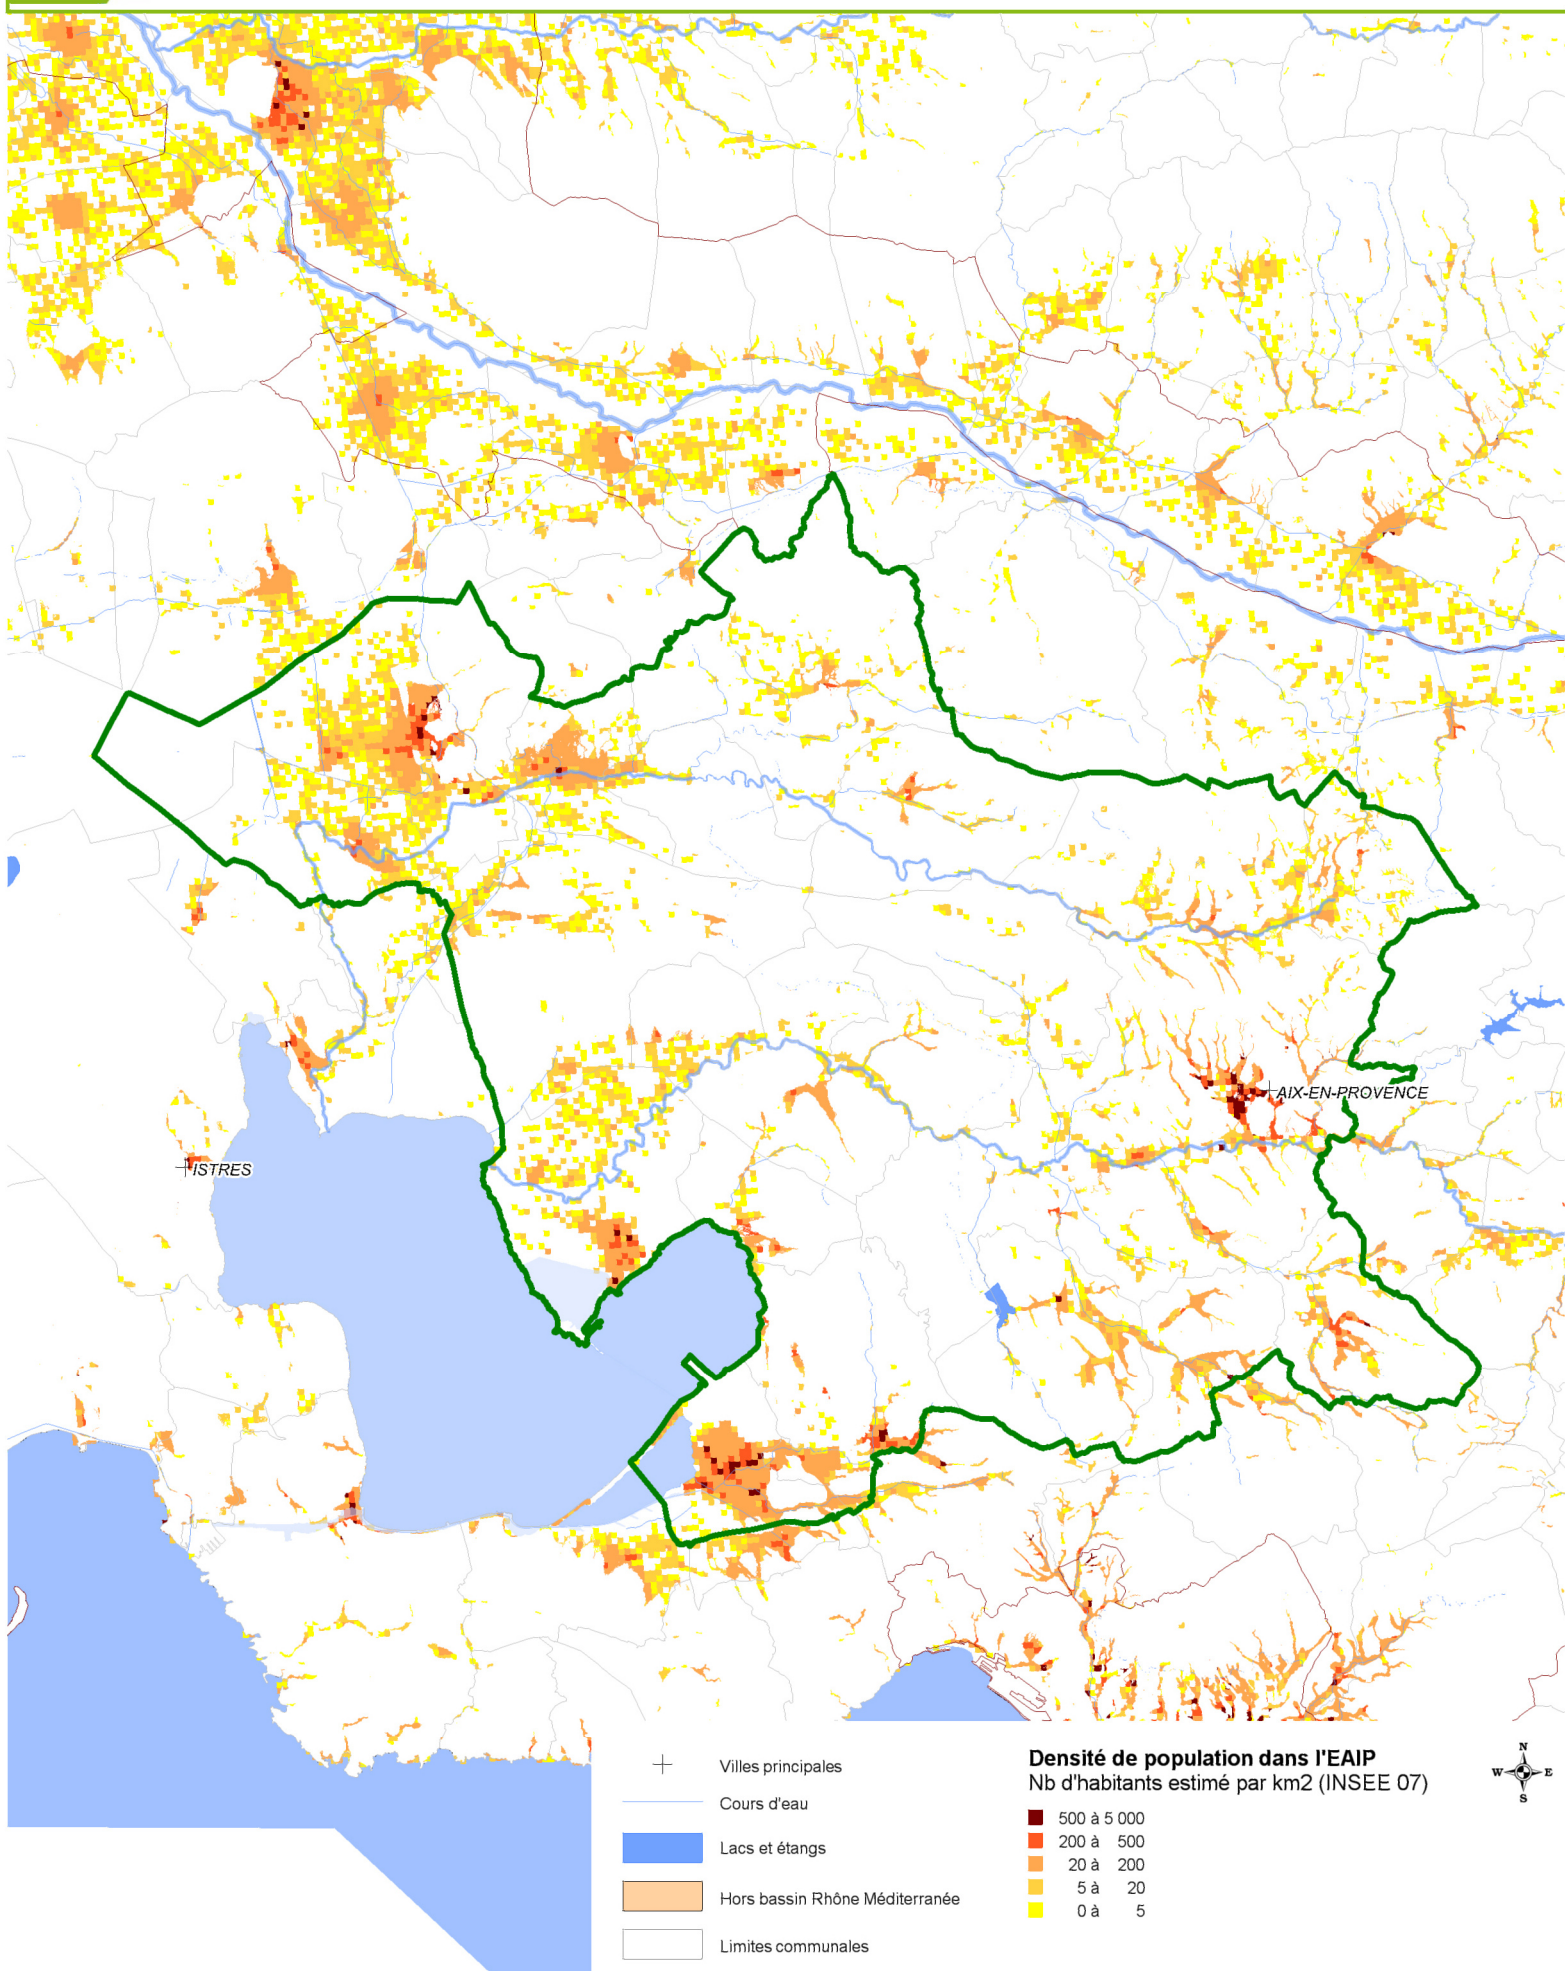 AIX-EN-PROVENCE
ISTRES
Villes principales
Cours d'eau
Lacs et étangs
Hors bassin Rhône Méditerranée
Limites communales
Densité de population dans l'EAIP
Nb d'habitants estimé par km2 (INSEE 07)
500 à 5 000
200 à 500
20 à 200
5 à 20
0 à 5
N
W E
S